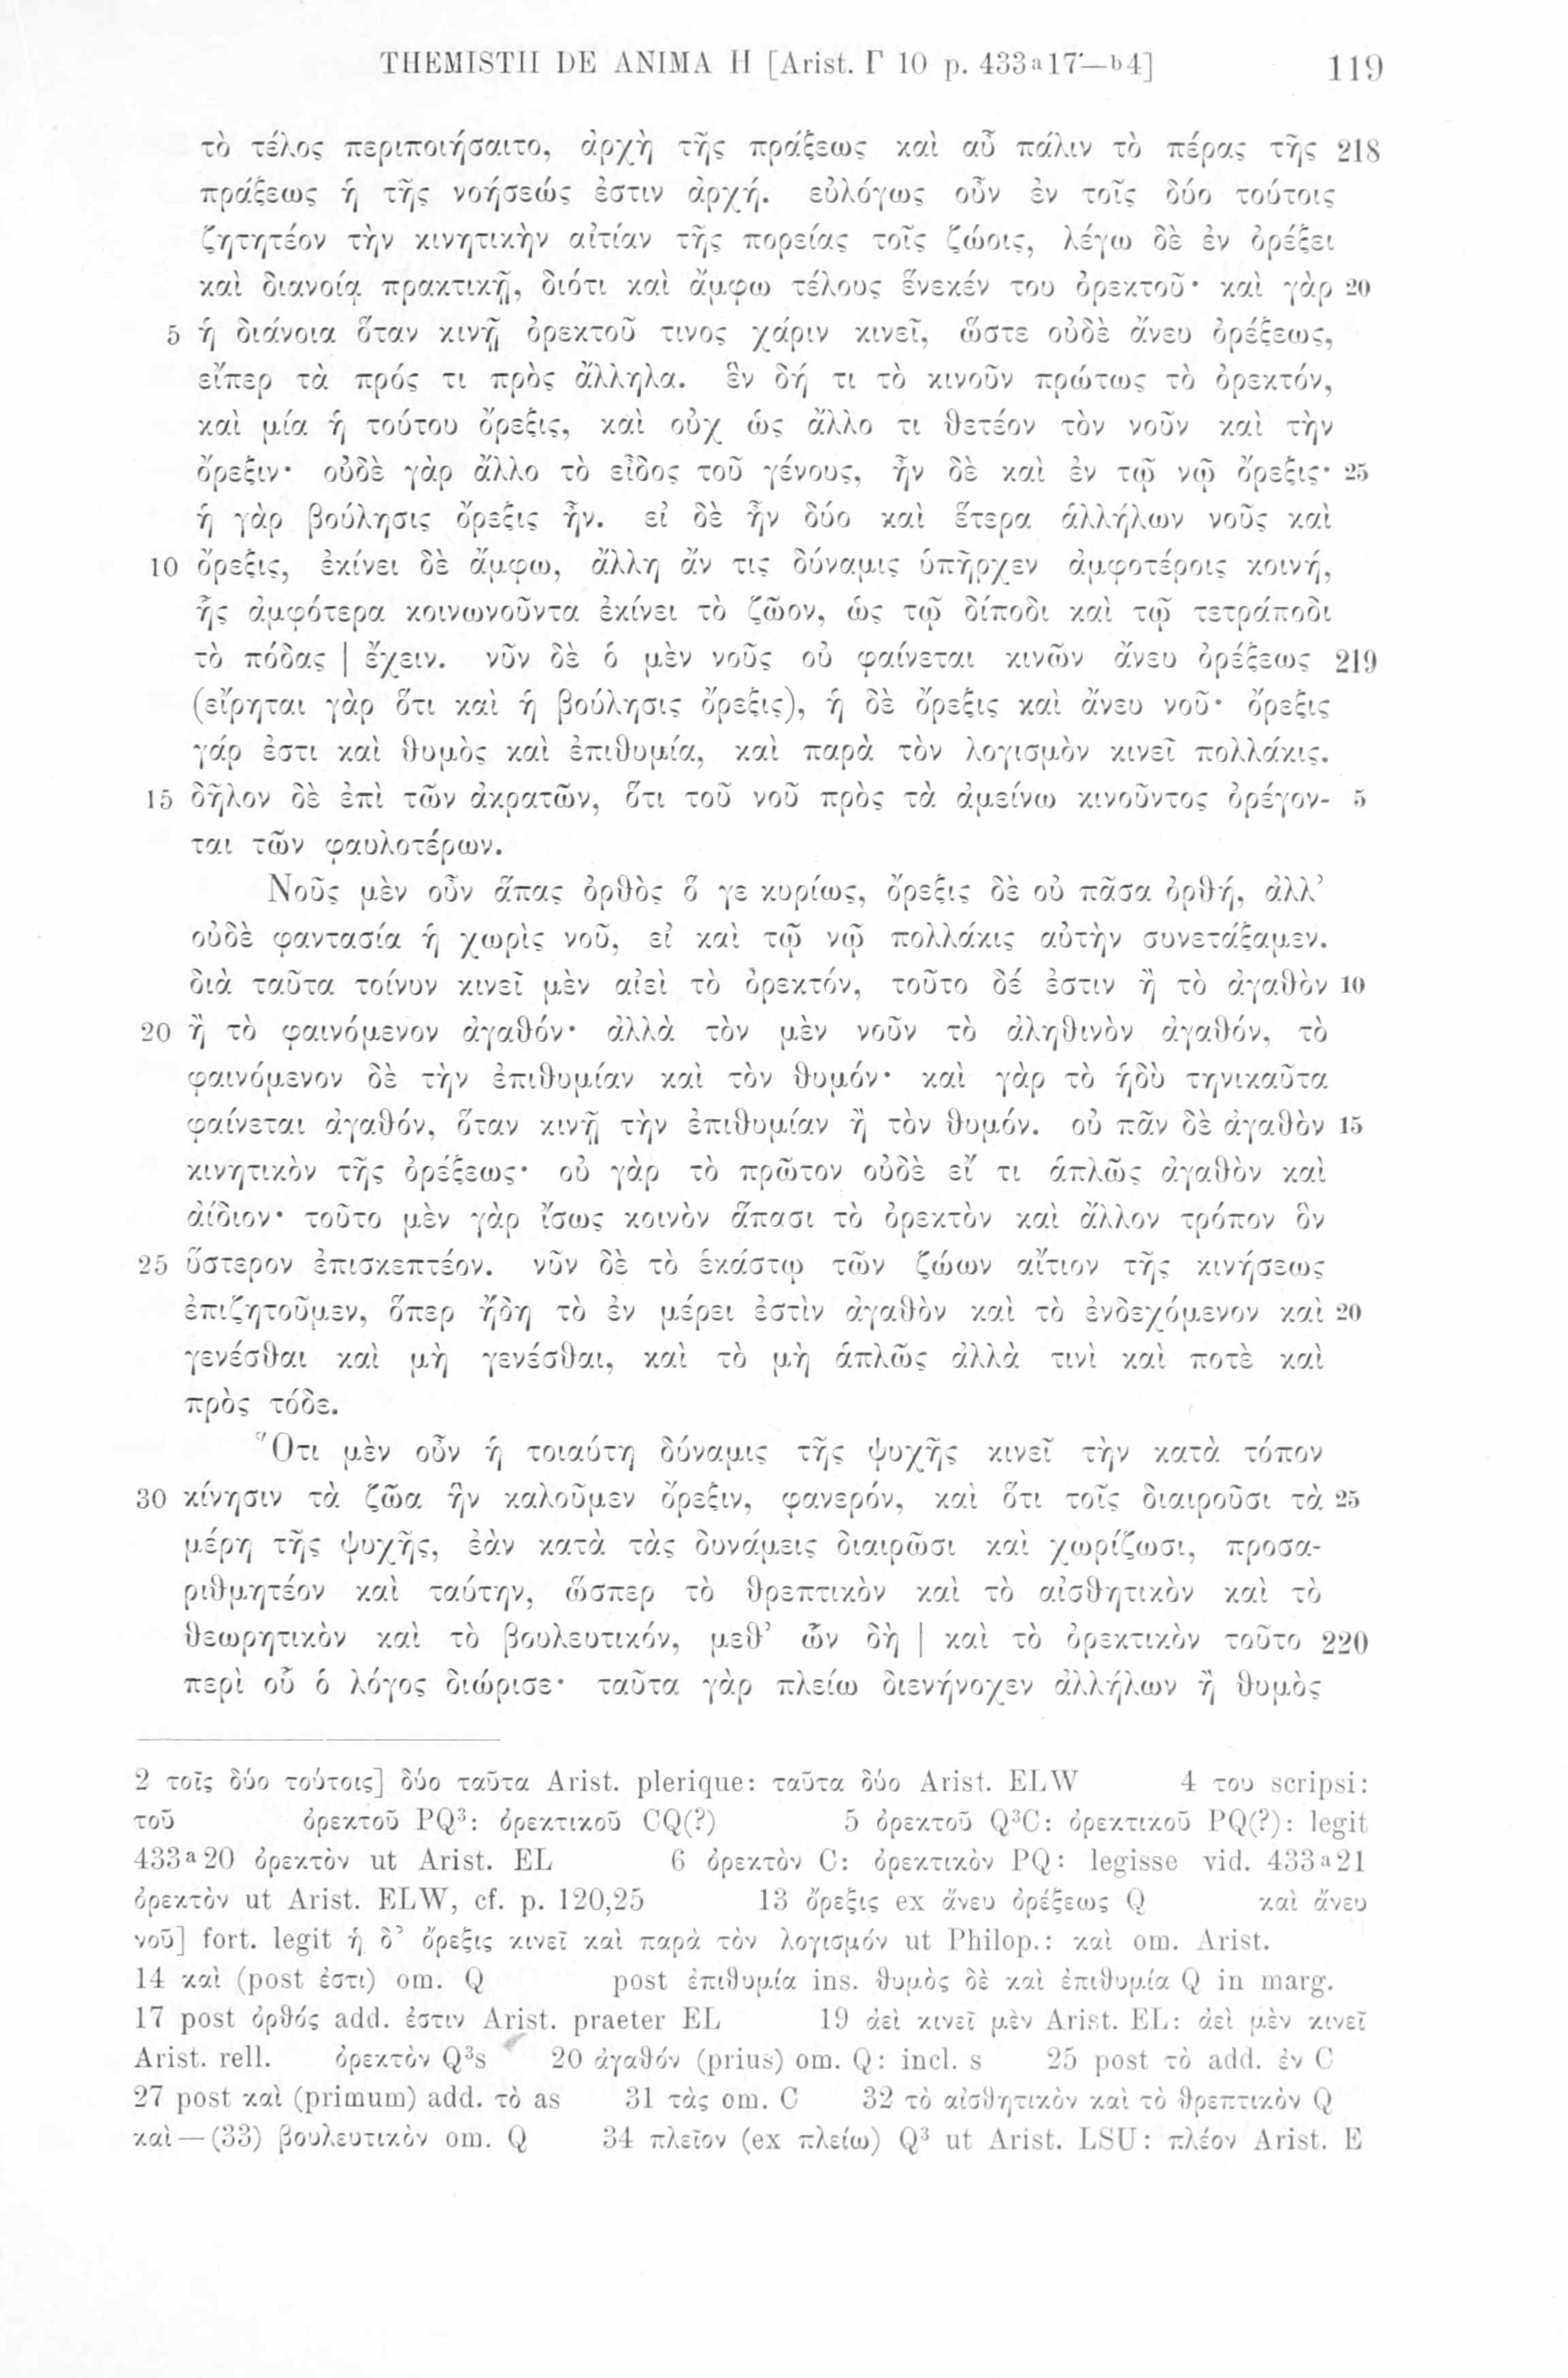 THEMISTII DE ANIMA H [Arist. Γ 10 p. 433a17—b4] 119
τὸ τέλος περιποιήσαιτο, ἀρχὴ τῆς πράξεως καὶ αὖ πάλιν τὸ πέρας τῆς 218
πράξεως ἡ τῆς νοήσεώς ἐστιν ἀρχή. εὐλόγως οὖν ἐν τοῖς δύο τούτοις
ζητητέον τὴν κινητικὴν αἰτίαν τῆς πορείας τοῖς ζώοις, λέγω δὲ ἐν ὀρέξει
καὶ διανοίᾳ πρακτικῇ, διότι καὶ ἄμφω τέλους ἕνεκέν του ὀρεκτοῦ· καὶ γὰρ 20
5 ἡ διάνοια ὅταν κινῇ ὀρεκτοῦ τινος χάριν κινεῖ, ὥστε οὐδὲ ἄνευ ὀρέξεως,
εἴπερ τὰ πρός τι πρὸς ἄλληλα. ἓν δή τι τὸ κινοῦν πρώτως τὸ ὀρεκτόν,
καὶ μία ἡ τούτου ὄρεξις, καὶ οὐχ ὡς ἄλλο τι θετέον τὸν νοῦν καὶ τὴν
ὄρεξιν· οὐδὲ γὰρ ἄλλο τὸ εἶδος τοῦ γένους, ἦν δὲ καὶ ἐν τῷ νῷ ὄρεξις· 25
ἡ γὰρ βούλησις ὄρεξις ἦν. εἰ δὲ ἦν δύο καὶ ἕτερα ἀλλήλων νοῦς καὶ
10 ὄρεξις, ἐκίνει δὲ ἄμφω, ἄλλη ἄν τις δύναμις ὑπῆρχεν ἀμφοτέροις κοινή,
ἧς ἀμφότερα κοινωνοῦντα ἐκίνει τὸ ζῶον, ὡς τῷ δίποδι καὶ τῷ τετράποδι
τὸ πόδας | ἔχειν. νῦν δὲ ὁ μὲν νοῦς οὐ φαίνεται κινῶν ἄνευ ὀρέξεως 219
(εἴρηται γὰρ ὅτι καὶ ἡ βούλησις ὄρεξις), ἡ δὲ ὄρεξις καὶ ἄνευ νοῦ· ὄρεξις
γάρ ἐστι καὶ θυμὸς καὶ ἐπιθυμία, καὶ παρὰ τὸν λογισμὸν κινεῖ πολλάκις.
15 δῆλον δὲ ἐπὶ τῶν ἀκρατῶν, ὅτι τοῦ νοῦ πρὸς τὰ ἀμείνω κινοῦντος ὀρέγον- 5
ται τῶν φαυλοτέρων.
Νοῦς μὲν οὖν ἅπας ὀρθὸς ὅ γε κυρίως, ὄρεξις δὲ οὐ πᾶσα ὀρθή, ἀλλ’
οὐδὲ φαντασία ἡ χωρὶς νοῦ, εἰ καὶ τῷ νῷ πολλάκις αὐτὴν συνετάξαμεν.
διὰ ταῦτα τοίνυν κινεῖ μὲν αἰεὶ τὸ ὀρεκτόν, τοῦτο δέ ἐστιν ἢ τὸ ἀγαθὸν 10
20 ἢ τὸ φαινόμενον ἀγαθόν· ἀλλὰ τὸν μὲν νοῦν τὸ ἀληθινὸν ἀγαθόν, τὸ
φαινόμενον δὲ τὴν ἐπιθυμίαν καὶ τὸν θυμόν· καὶ γὰρ τὸ ἡδὺ τηνικαῦτα
φαίνεται ἀγαθόν, ὅταν κινῇ τὴν ἐπιθυμίαν ἢ τὸν θυμόν. οὐ πᾶν δὲ ἀγαθὸν 15
κινητικὸν τῆς ὀρέξεως· οὐ γὰρ τὸ πρῶτον οὐδὲ εἴ τι ἁπλῶς ἀγαθὸν καὶ
ἀίδιον· τοῦτο μὲν γὰρ ἴσως κοινὸν ἅπασι τὸ ὀρεκτὸν καὶ ἄλλον τρόπον ὃν
25 ὕστερον ἐπισκεπτέον. νῦν δὲ τὸ ἑκάστῳ τῶν ζώων αἴτιον τῆς κινήσεως
ἐπιζητοῦμεν, ὅπερ ἤδη τὸ ἐν μέρει ἐστὶν ἀγαθὸν καὶ τὸ ἐνδεχόμενον καὶ 20
γενέσθαι καὶ μὴ γενέσθαι, καὶ τὸ μὴ ἁπλῶς ἀλλὰ τινὶ καὶ ποτὲ καὶ
πρὸς τόδε.
Ὅτι μὲν οὖν ἡ τοιαύτη δύναμις τῆς ψυχῆς κινεῖ τὴν κατὰ τόπον
30 κίνησιν τὰ ζῶα ἣν καλοῦμεν ὄρεξιν, φανερόν, καὶ ὅτι τοῖς διαιροῦσι τὰ 25
μέρη τῆς ψυχῆς, ἐὰν κατὰ τὰς δυνάμεις διαιρῶσι καὶ χωρίζωσι, προσα-
ριθμητέον καὶ ταύτην, ὥσπερ τὸ θρεπτικὸν καὶ τὸ αἰσθητικὸν καὶ τὸ
θεωρητικὸν καὶ τὸ βουλευτικόν, μεθ’ ὧν δὴ | καὶ τὸ ὀρεκτικὸν τοῦτο 220
περὶ οὗ ὁ λόγος διώρισε· ταῦτα γὰρ πλείω διενήνοχεν ἀλλήλων ἢ θυμὸς
2 τοῖς δύο τούτοις] δύο ταῦτα Arist. plerique: ταῦτα δύο Arist. ELW 4 του scripsi:
τοῦ ὀρεκτοῦ PQ³: ὀρεκτικοῦ CQ(?) 5 ὀρεκτοῦ Q³C: ὀρεκτικοῦ PQ(?): legit
433a20 ὀρεκτὸν ut Arist. EL 6 ὀρεκτὸν C: ὀρεκτικὸν PQ: legisse vid. 433a21
ὀρεκτὸν ut Arist. ELW, cf. p. 120,25 13 ὄρεξις ex ἄνευ ὀρέξεως Q καὶ ἄνευ
νοῦ] fort. legit ἡ δ’ ὄρεξις κινεῖ καὶ παρὰ τὸν λογισμόν ut Philop.: καὶ om. Arist.
14 καὶ (post ἐστι) om. Q post ἐπιθυμία ins. θυμὸς δὲ καὶ ἐπιθυμία Q in marg.
17 post ὀρθός add. ἐστιν Arist. praeter EL 19 ἀεὶ κινεῖ μὲν Arist. EL: ἀεὶ μὲν κινεῖ
Arist. rell. ὀρεκτὸν Q³s 20 ἀγαθόν (prius) om. Q: incl. s 25 post τὸ add. ἐν C
27 post καὶ (primum) add. τὸ as 31 τὰς om. C 32 τὸ αἰσθητικὸν καὶ τὸ θρεπτικὸν Q
καὶ — (33) βουλευτικὸν om. Q 34 πλεῖον (ex πλείω) Q³ ut Arist. LSU: πλέον Arist. E